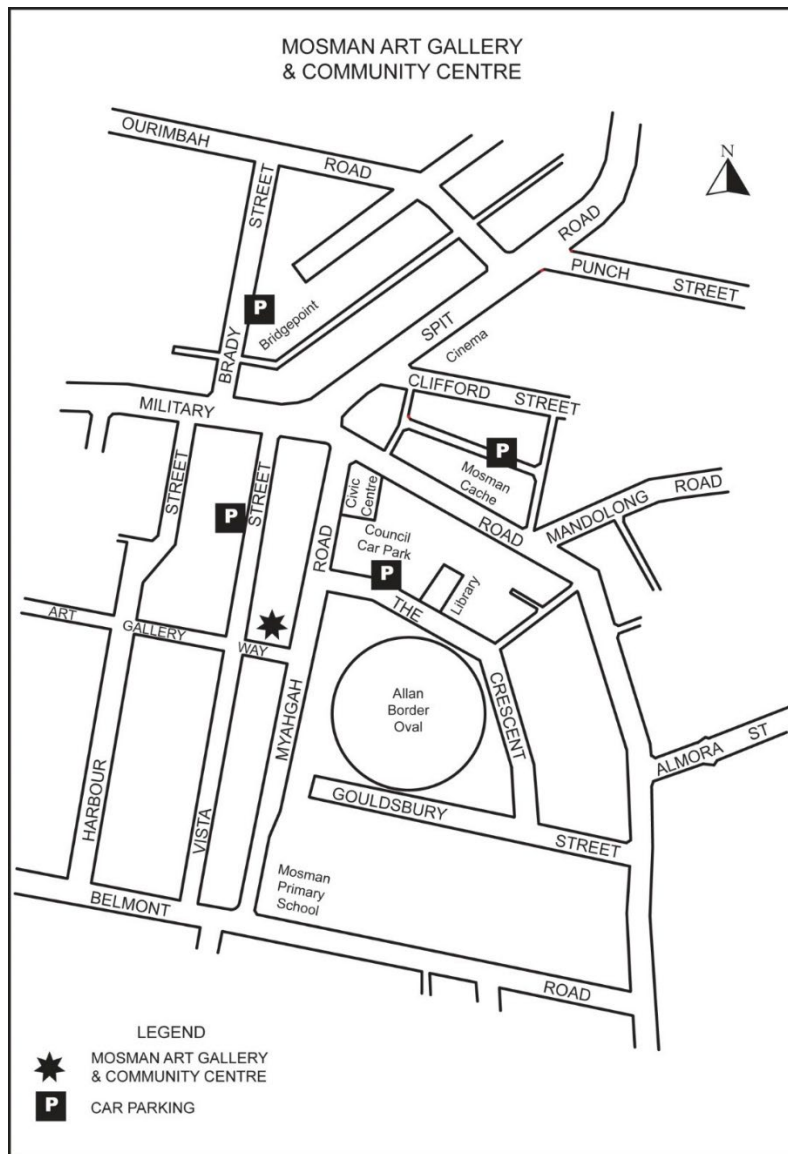 MOSMAN ART GALLERY
& COMMUNITY CENTRE
OURIMBAH
ROAD
N
STREET
ROAD
PUNCH STREET
P
Bridgepoint
SPIT
Cinema
BRADY
CLIFFORD STREET
MILITARY
P
Mosman
Cache
STREET
STREET
Civic
Centre
MANDOLONG ROAD
P
ROAD
Council
Car Park
ROAD
P
Library
THE
ART GALLERY WAY
Allan
Border
Oval
CRESCENT
MYAHGAH
ALMORA ST
GOULDSBURY STREET
HARBOUR
VISTA
Mosman
Primary
School
BELMONT
ROAD
LEGEND
MOSMAN ART GALLERY
& COMMUNITY CENTRE
P
CAR PARKING